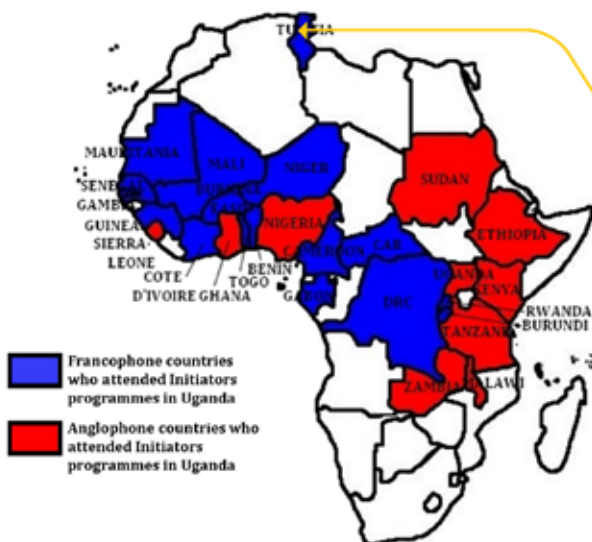 TUNISIA
MAURITANIA
MALI
NIGER
SUDAN
SENEGAL
BURKINA
FASO
GAMBIA
NIGERIA
ETHIOPIA
GUINEA
SIERRA
LEONE
CAMEROON
CAR
COTE
D'IVOIRE
GHANA
TOGO
BENIN
GABON
DRC
UGANDA
KENYA
RWANDA
BURUNDI
TANZANIA
ZAMBIA
MALAWI
Francophone countries
who attended Initiators
programmes in Uganda
Anglophone countries who
attended Initiators
programmes in Uganda